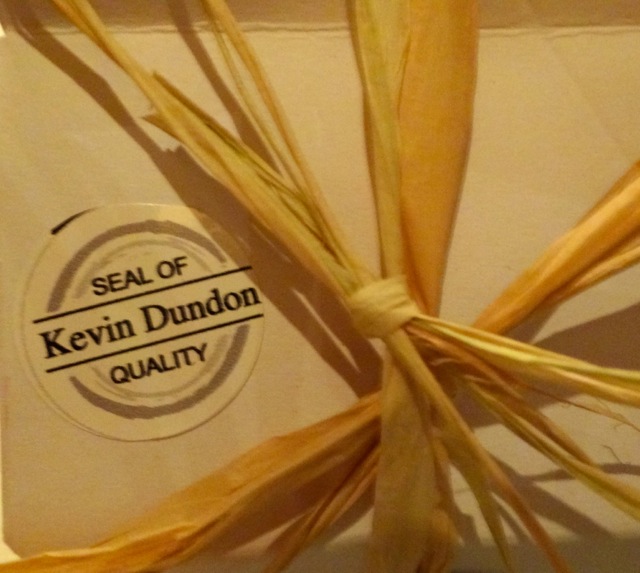 SEAL OF
Kevin Dundon
QUALITY